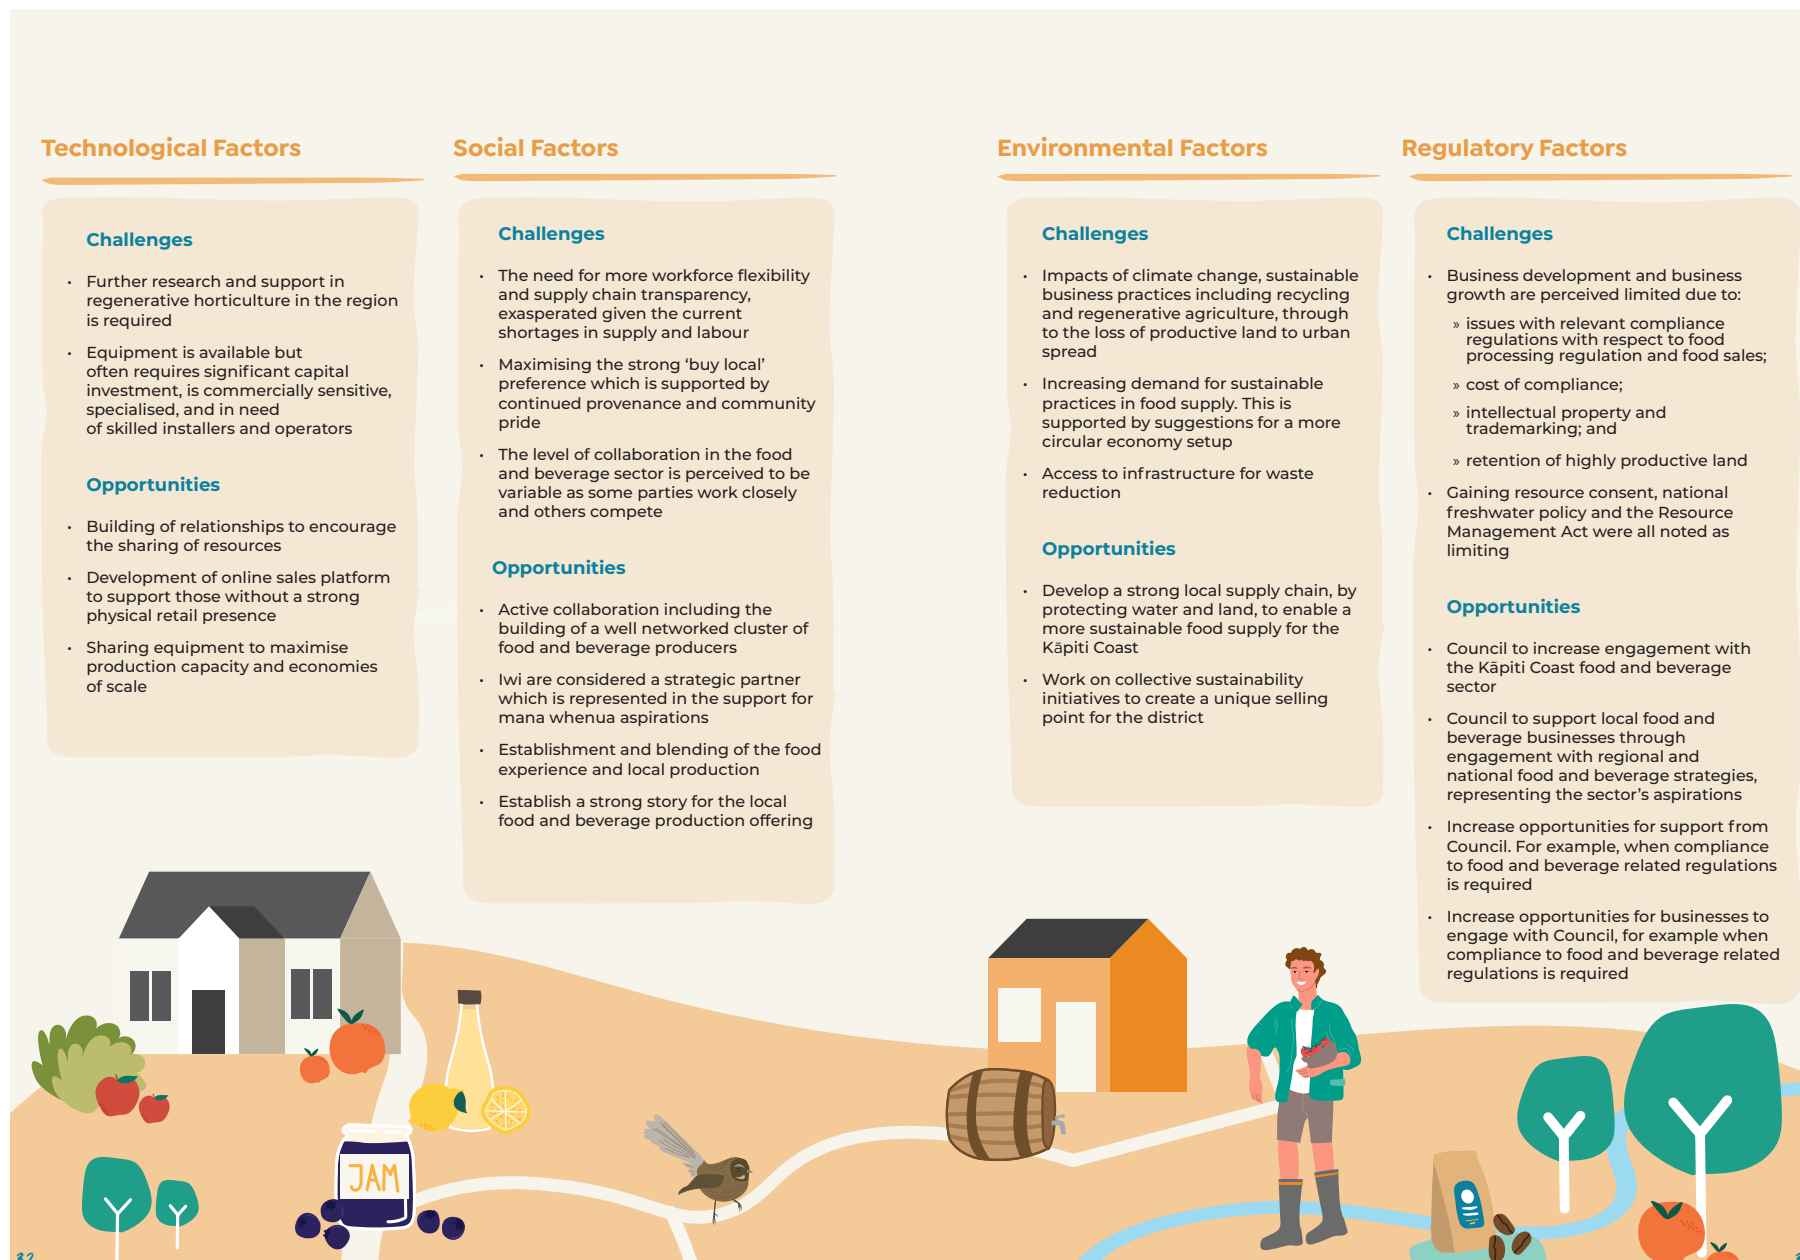 Technological Factors
Challenges
• Further research and support in
regenerative horticulture in the region
is required
• Equipment is available but
often requires significant capital
investment, is commercially sensitive,
specialised, and in need
of skilled installers and operators
Opportunities
• Building of relationships to encourage
the sharing of resources
• Development of online sales platform
to support those without a strong
physical retail presence
• Sharing equipment to maximise
production capacity and economies
of scale
Social Factors
Challenges
• The need for more workforce flexibility
and supply chain transparency,
exasperated given the current
shortages in supply and labour
• Maximising the strong ‘buy local’
preference which is supported by
continued provenance and community
pride
• The level of collaboration in the food
and beverage sector is perceived to be
variable as some parties work closely
and others compete
Opportunities
• Active collaboration including the
building of a well networked cluster of
food and beverage producers
• Iwi are considered a strategic partner
which is represented in the support for
mana whenua aspirations
• Establishment and blending of the food
experience and local production
• Establish a strong story for the local
food and beverage production offering
Environmental Factors
Challenges
• Impacts of climate change, sustainable
business practices including recycling
and regenerative agriculture, through
to the loss of productive land to urban
spread
• Increasing demand for sustainable
practices in food supply. This is
supported by suggestions for a more
circular economy setup
• Access to infrastructure for waste
reduction
Opportunities
• Develop a strong local supply chain, by
protecting water and land, to enable a
more sustainable food supply for the
Kāpiti Coast
• Work on collective sustainability
initiatives to create a unique selling
point for the district
Regulatory Factors
Challenges
• Business development and business
growth are perceived limited due to:
» issues with relevant compliance
regulations with respect to food
processing regulation and food sales;
» cost of compliance;
» intellectual property and
trademarking; and
» retention of highly productive land
• Gaining resource consent, national
freshwater policy and the Resource
Management Act were all noted as
limiting
Opportunities
• Council to increase engagement with
the Kāpiti Coast food and beverage
sector
• Council to support local food and
beverage businesses through
engagement with regional and
national food and beverage strategies,
representing the sector’s aspirations
• Increase opportunities for support from
Council. For example, when compliance
to food and beverage related regulations
is required
• Increase opportunities for businesses to
engage with Council, for example when
compliance to food and beverage related
regulations is required
JAM
32